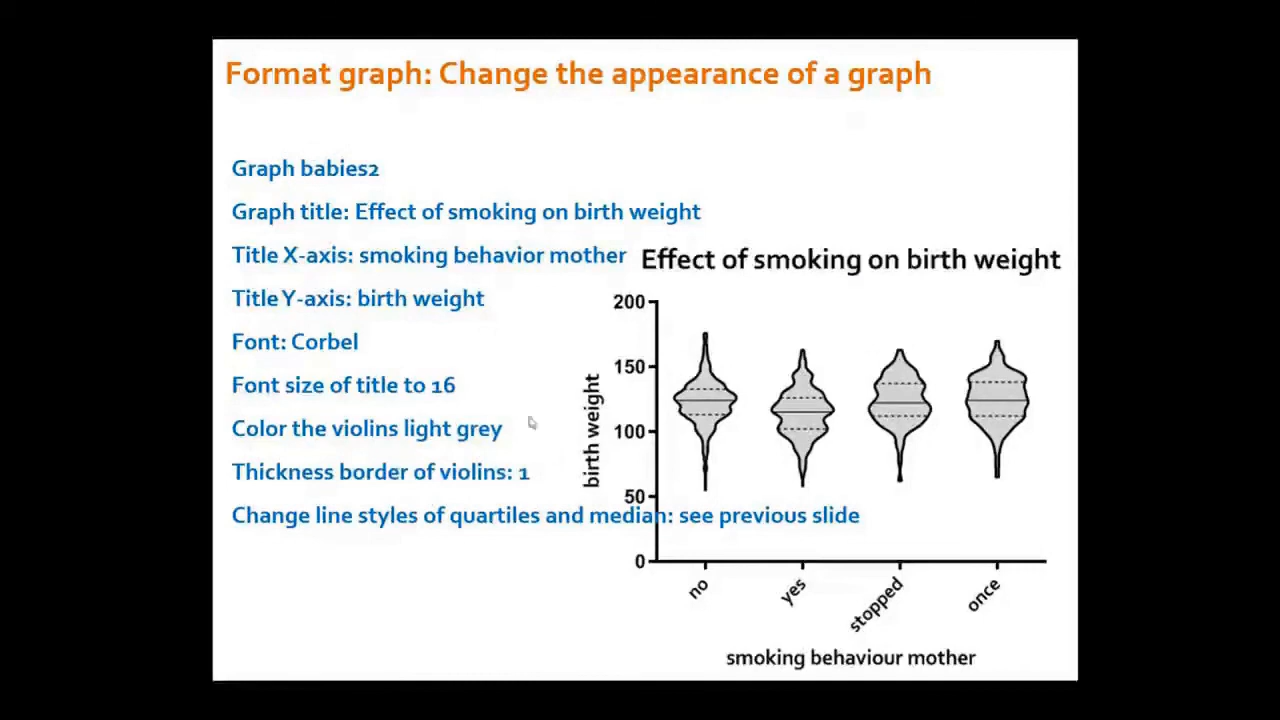 Format graph: Change the appearance of a graph
Graph babies2
Graph title: Effect of smoking on birth weight
Title X-axis: smoking behavior mother
Title Y-axis: birth weight
Font: Corbel
Font size of title to 16
Color the violins light grey
Thickness border of violins: 1
Change line styles of quartiles and median: see previous slide
Effect of smoking on birth weight
200
150
100
50
0
birth weight
no
yes
stopped
once
smoking behaviour mother